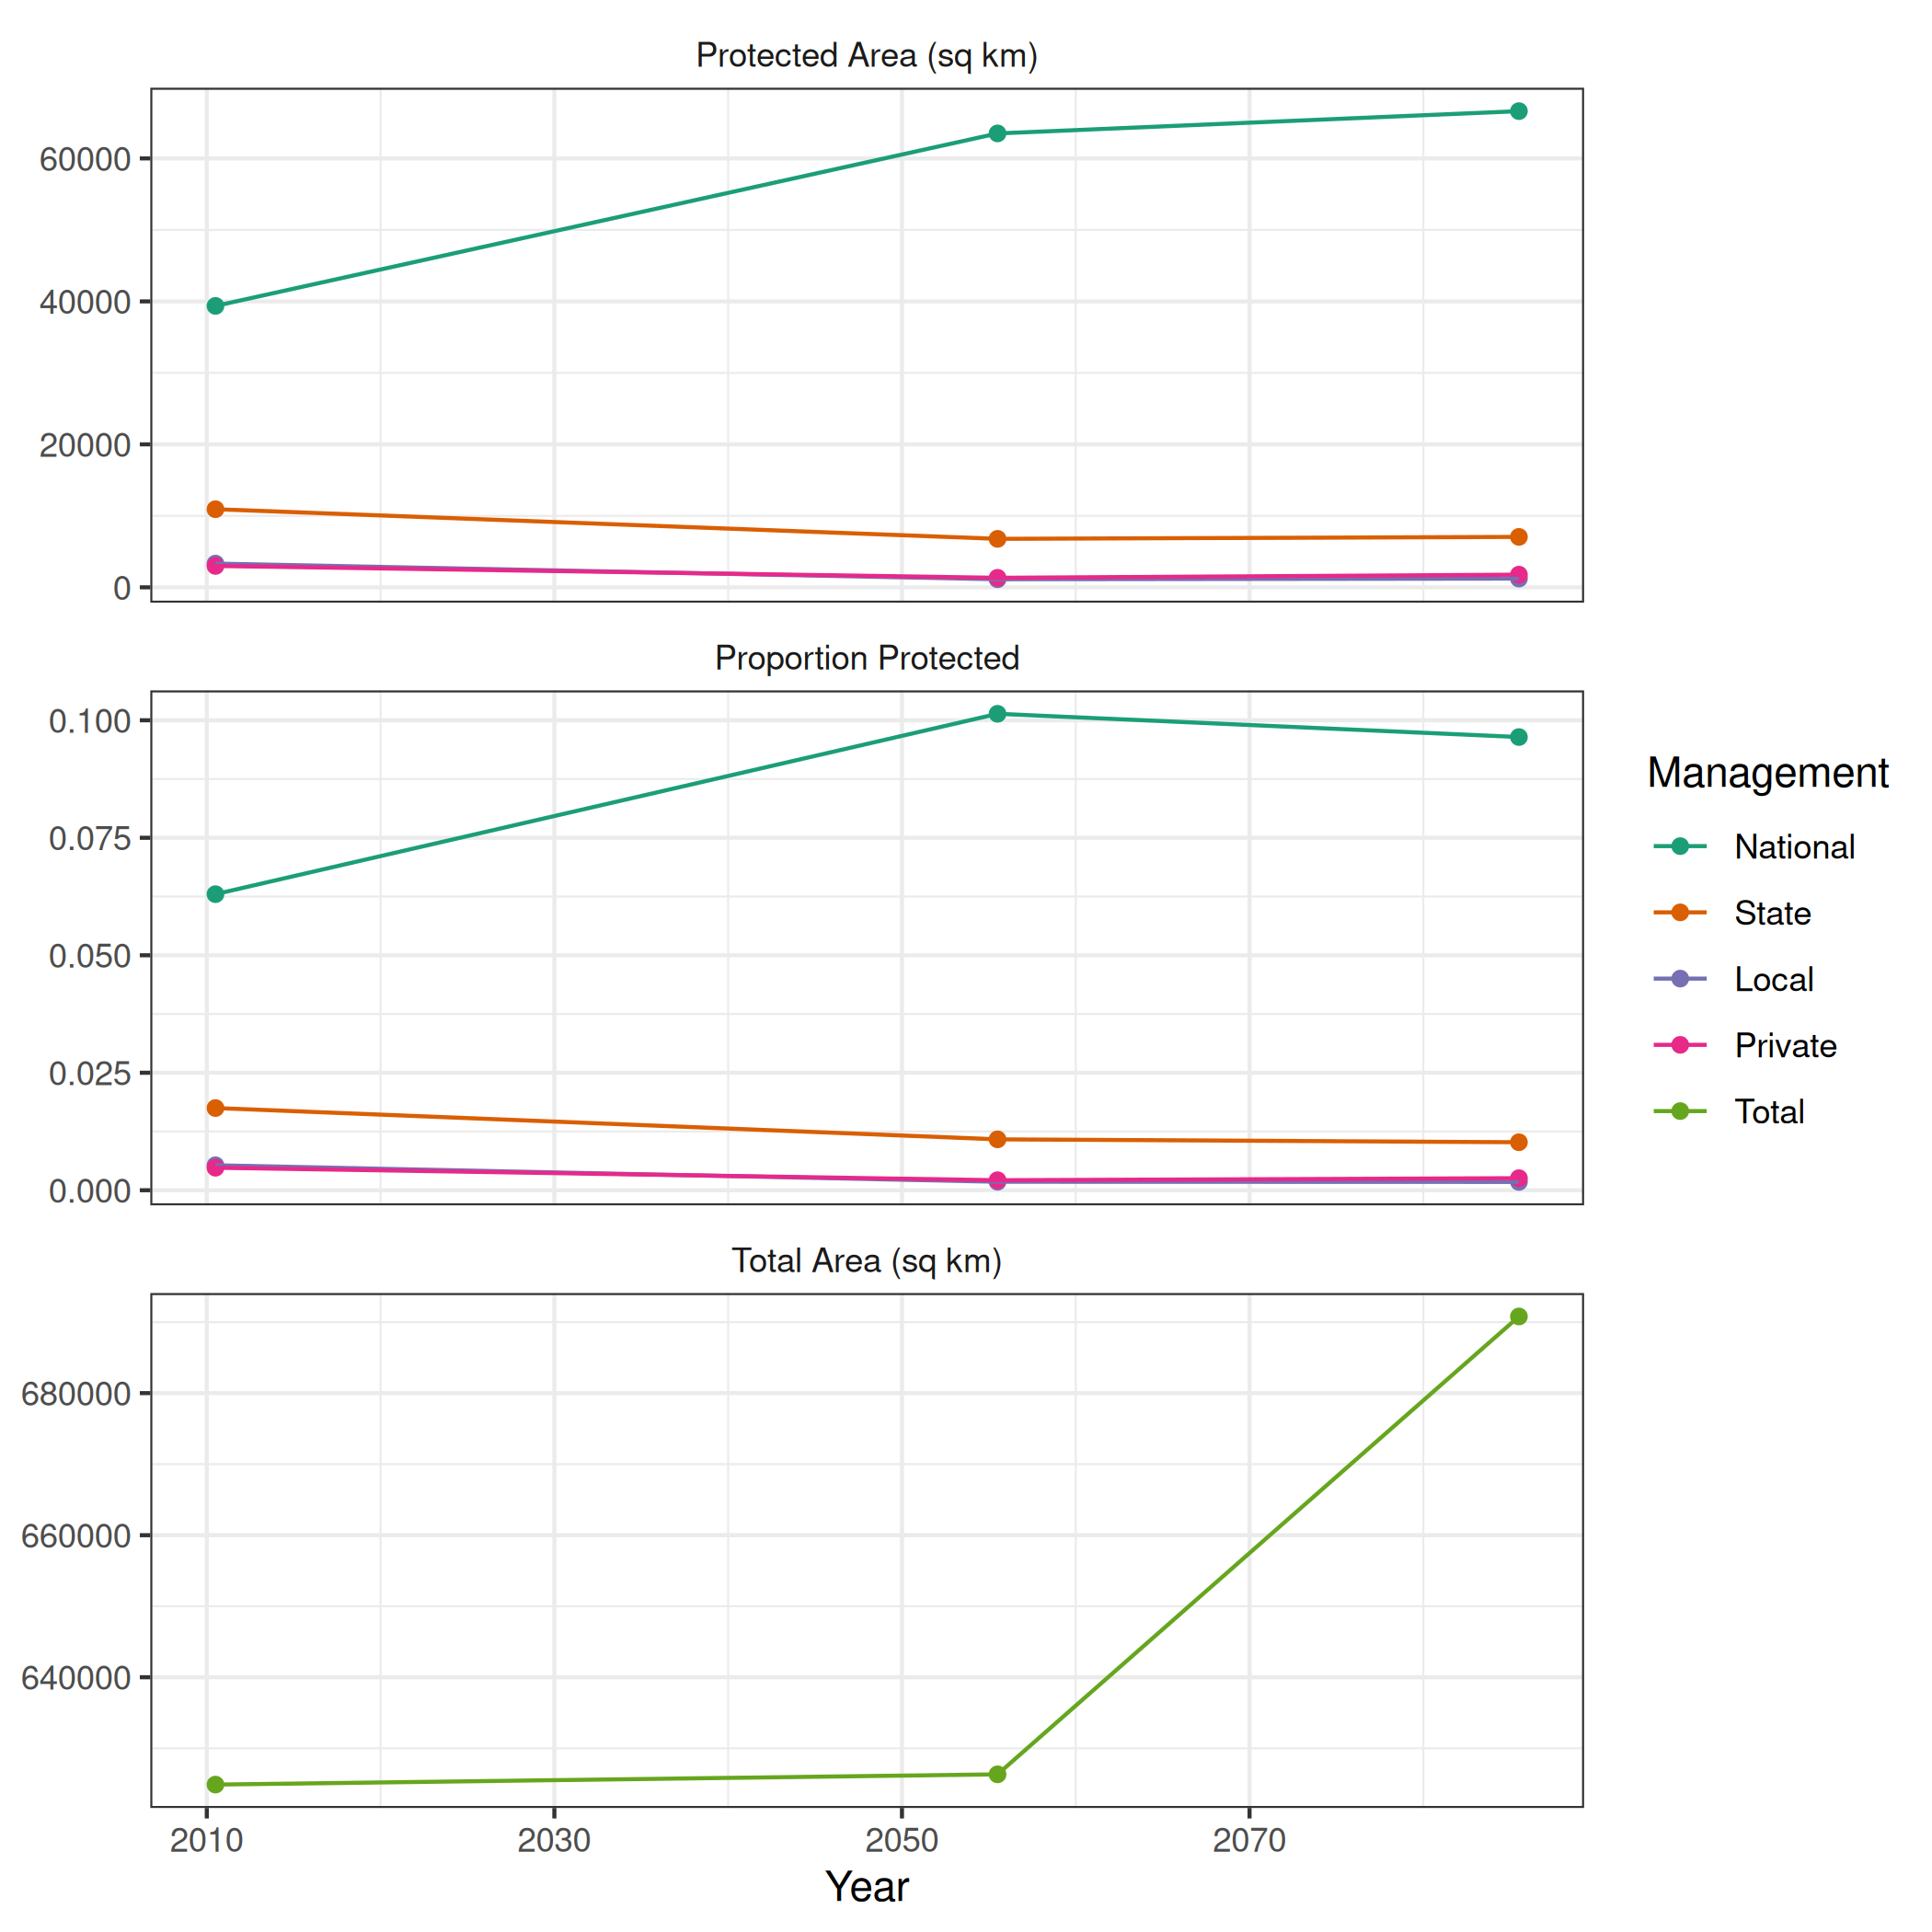 Protected Area (sq km)
60000
40000
20000
0
Proportion Protected
0.100
0.075
0.050
0.025
0.000
Total Area (sq km)
680000
660000
640000
2010 2030 2050 2070
Year
Management
National
State
Local
Private
Total